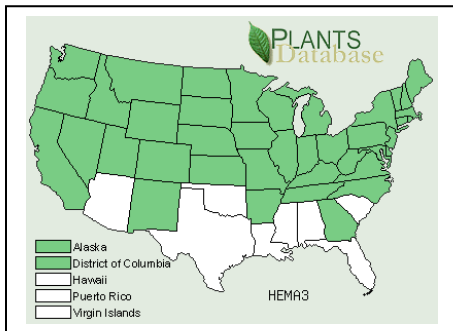 PLANTS
Database
Alaska
District of Columbia
Hawaii
Puerto Rico
Virgin Islands
HEMA3